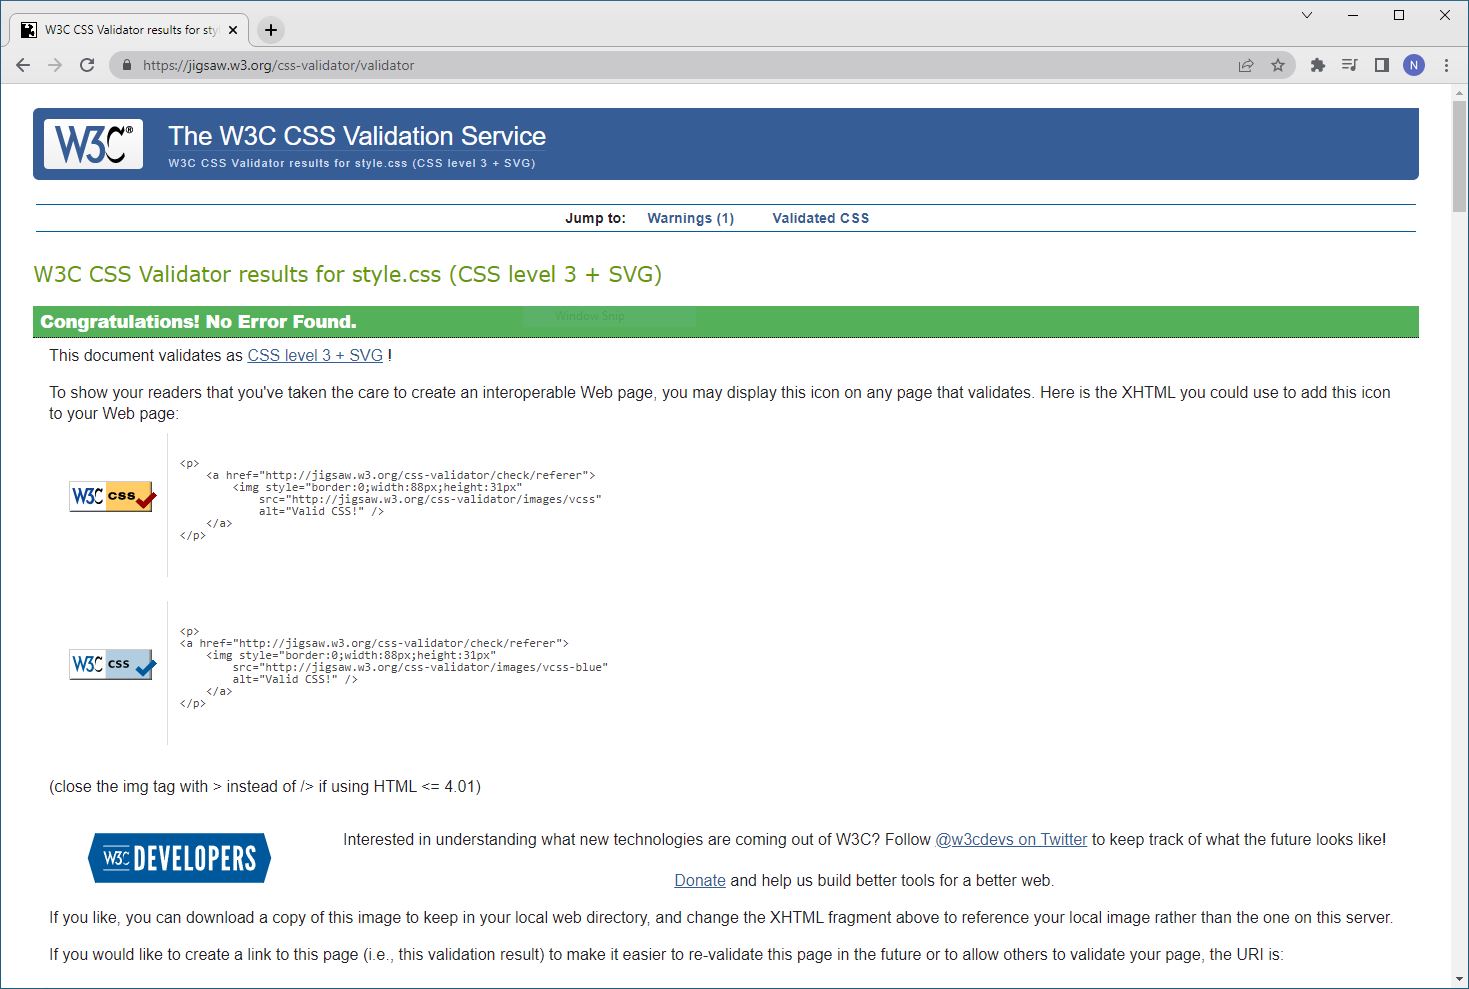 W3C CSS Validator results for sty
https://jigsaw.w3.org/css-validator/validator
N
W3C®
The W3C CSS Validation Service
W3C CSS Validator results for style.css (CSS level 3 + SVG)
Jump to: Warnings (1) Validated CSS
W3C CSS Validator results for style.css (CSS level 3 + SVG)
Congratulations! No Error Found.
Window Snip
This document validates as CSS level 3 + SVG !
To show your readers that you've taken the care to create an interoperable Web page, you may display this icon on any page that validates. Here is the XHTML you could use to add this icon
to your Web page:
W3C css
<p>
<a href="http://jigsaw.w3.org/css-validator/check/referer">
<img style="border:0;width:88px;height:31px"
src="http://jigsaw.w3.org/css-validator/images/vcss"
alt="Valid CSS!" />
</a>
</p>
W3C css
<p>
<a href="http://jigsaw.w3.org/css-validator/check/referer">
<img style="border:0;width:88px;height:31px"
src="http://jigsaw.w3.org/css-validator/images/vcss-blue"
alt="Valid CSS!" />
</a>
</p>
(close the img tag with > instead of /> if using HTML <= 4.01)
W3C DEVELOPERS
Interested in understanding what new technologies are coming out of W3C? Follow @w3cdevs on Twitter to keep track of what the future looks like!
Donate and help us build better tools for a better web.
If you like, you can download a copy of this image to keep in your local web directory, and change the XHTML fragment above to reference your local image rather than the one on this server.
If you would like to create a link to this page (i.e., this validation result) to make it easier to re-validate this page in the future or to allow others to validate your page, the URI is: